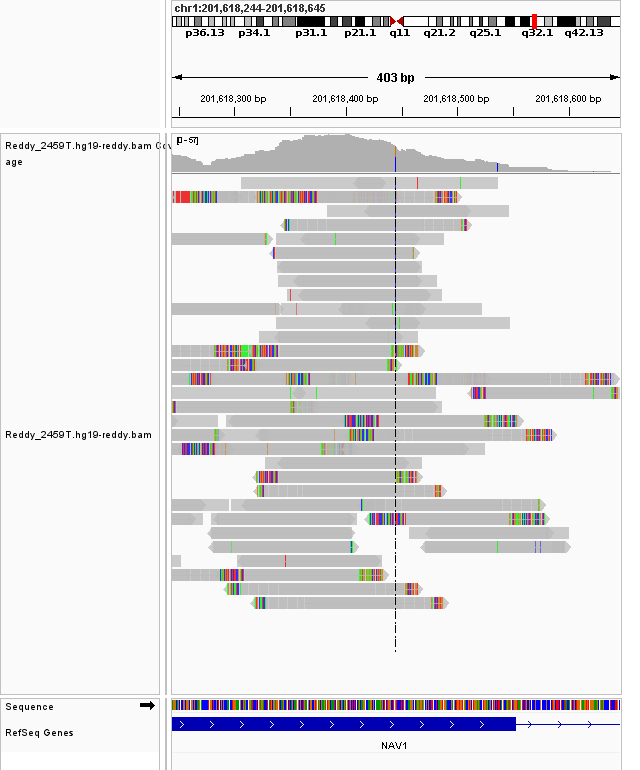 chr1:201,618,244-201,618,645
p36.13 p34.1 p31.1 p21.1 q11 q21.2 q25.1 q32.1 q42.13
403 bp
201,618,300 bp 201,618,400 bp 201,618,500 bp 201,618,600 bp
Reddy_2459T.hg19-reddy.bam Cov
age
[0-57]
Reddy_2459T.hg19-reddy.bam
Sequence
RefSeq Genes
NAV1